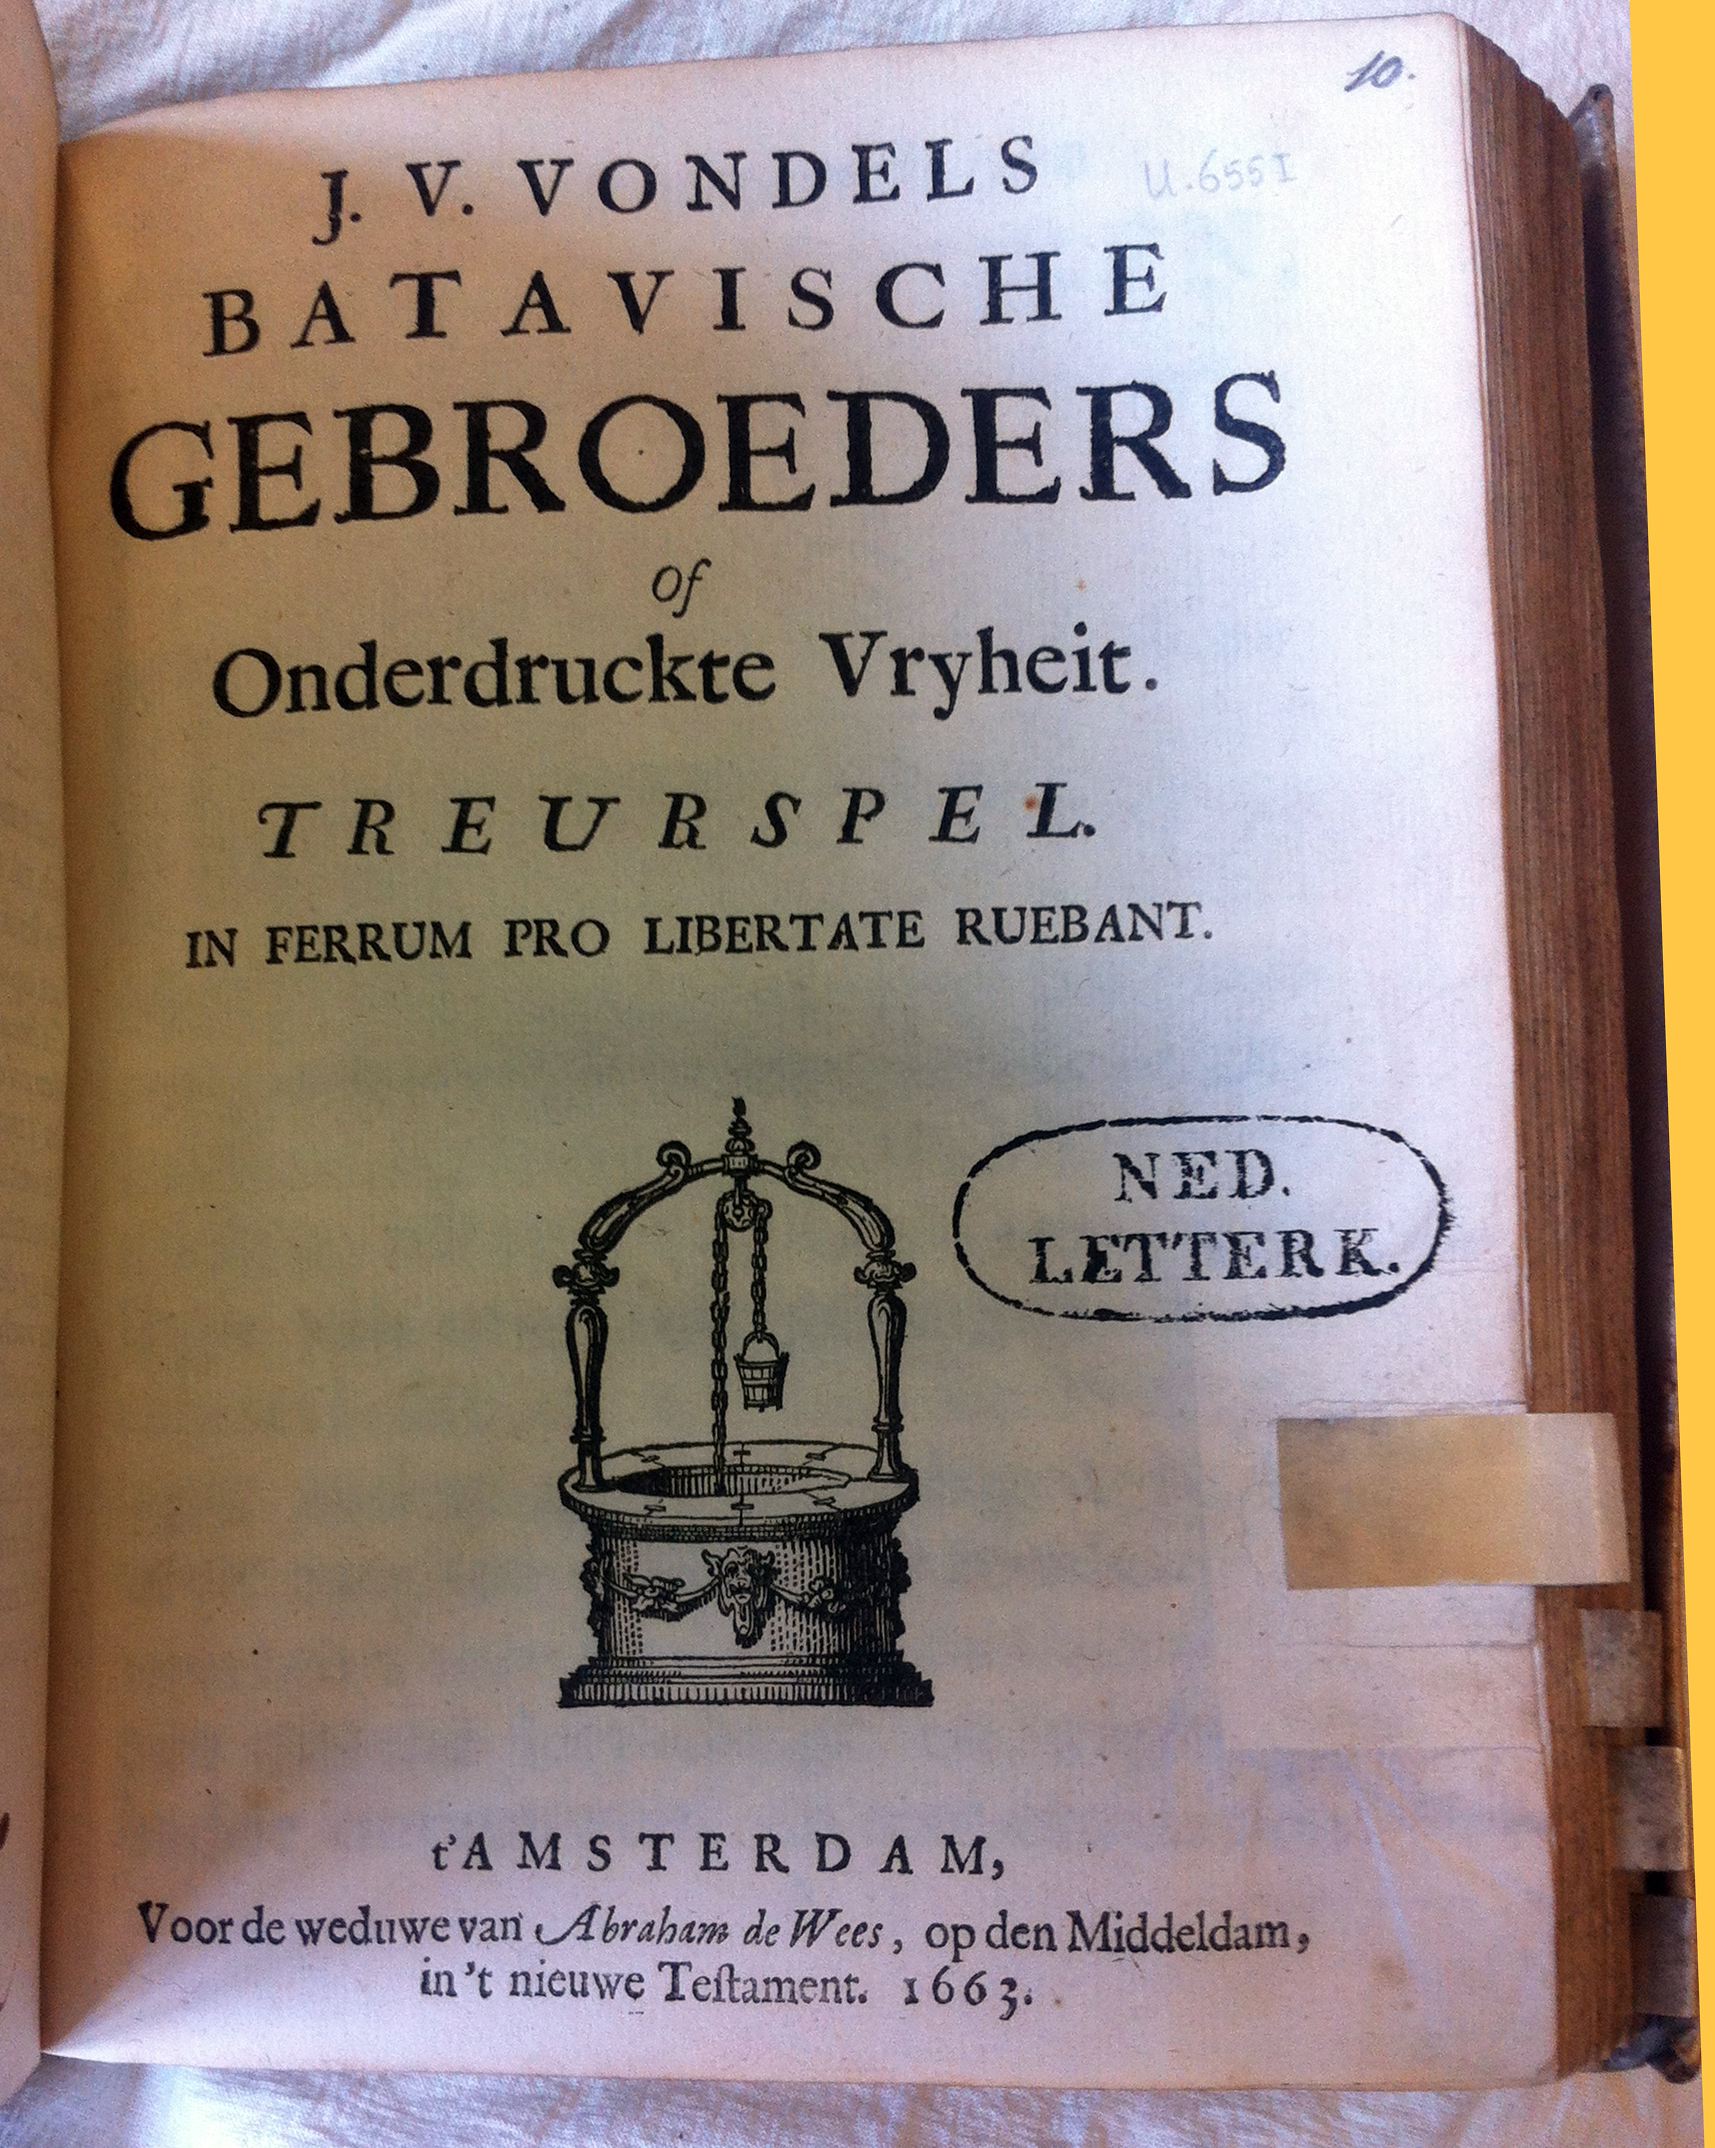 10.
U.6551
J. V. VONDELS
BATAVISCHE
GEBROEDERS
of
Onderdruckte Vryheit.
TREURSPEL.
IN FERRUM PRO LIBERTATE RUEBANT.
NED.
LETTERK.
t'AMSTERDAM,
Voor de weduwe van Abraham de Wees, op den Middeldam,
in 't nieuwe Teſtament. 1663.